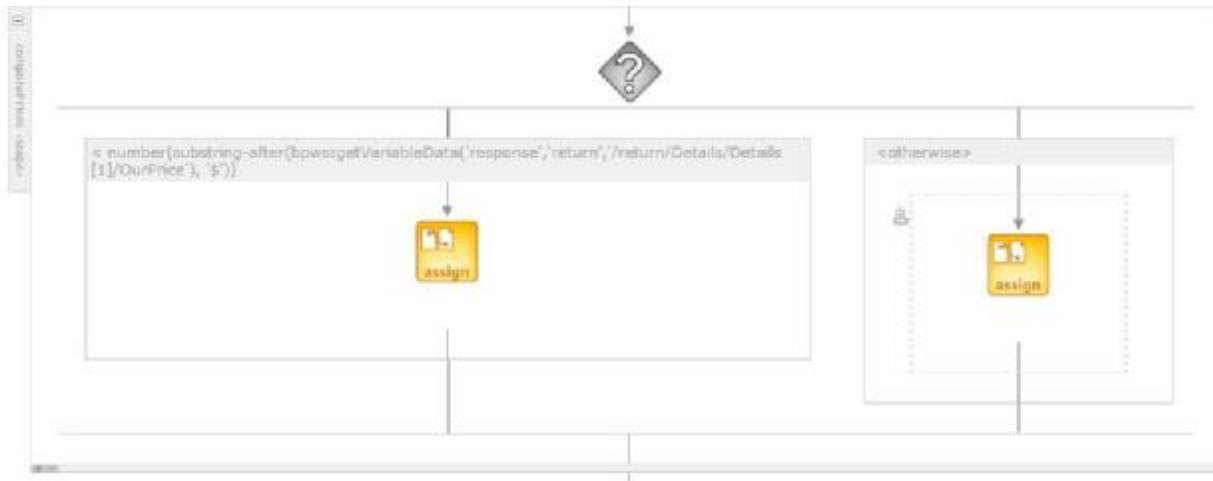 < number(substring-after(bpws:getVariableData('response','return','/return/Details/Details
[1]/OurPrice'), '$'))
<otherwise>
assign
assign